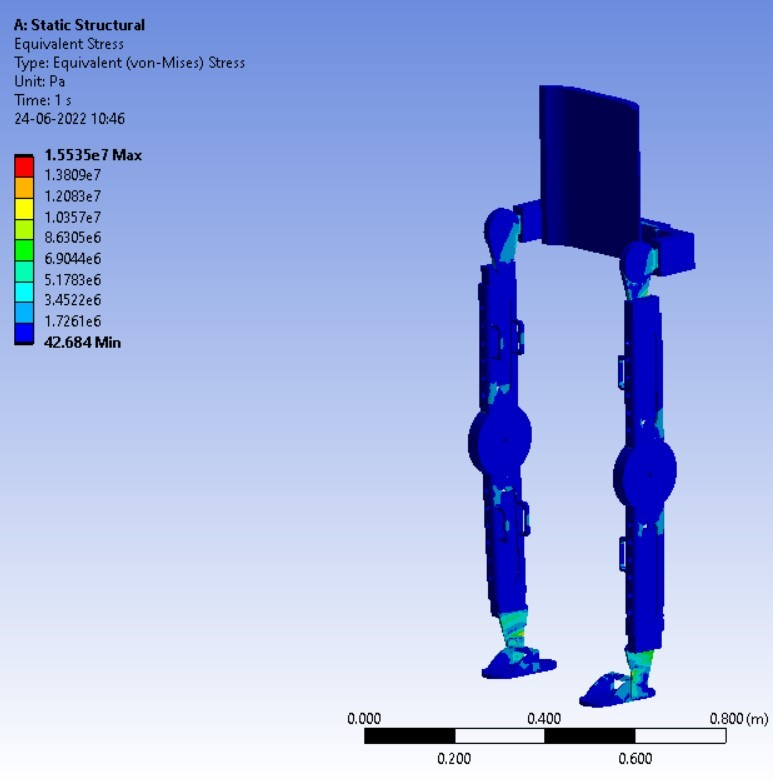 A: Static Structural
Equivalent Stress
Type: Equivalent (von-Mises) Stress
Unit: Pa
Time: 1 s
24-06-2022 10:46
1.5535e7 Max
1.3809e7
1.2083e7
1.0357e7
8.6305e6
6.9044e6
5.1783e6
3.4522e6
1.7261e6
42.684 Min
0.000 0.400 0.800 (m)
0.200 0.600